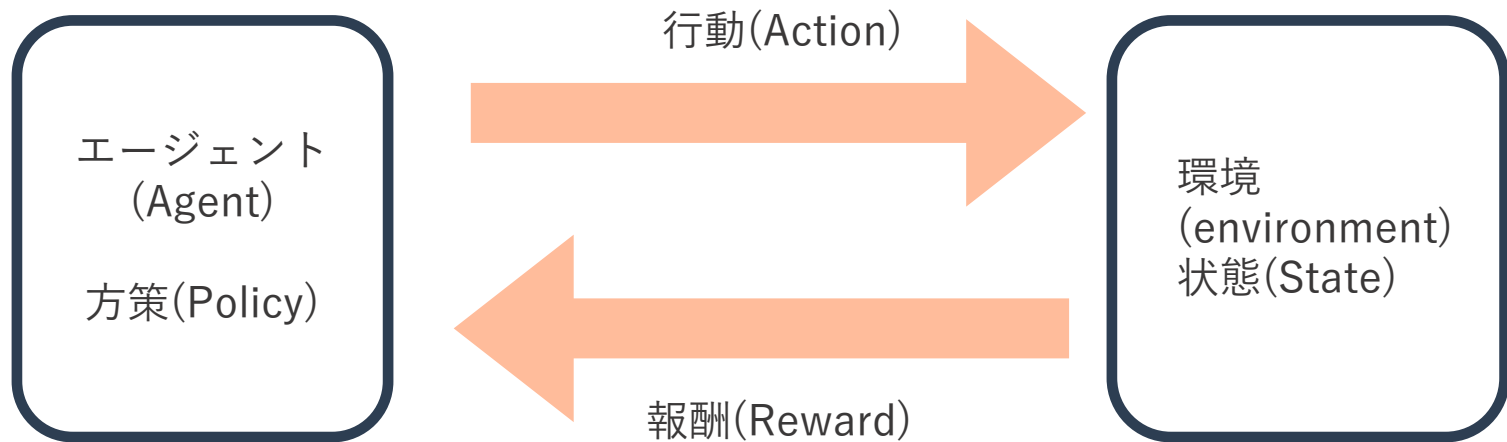 行動(Action)
エージェント
(Agent)
方策(Policy)
環境
(environment)
状態(State)
報酬(Reward)